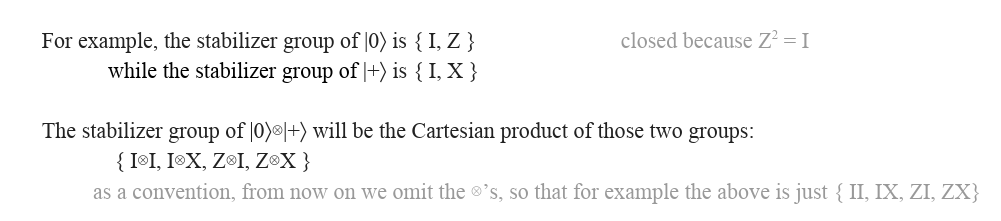 For example, the stabilizer group of |0⟩ is { I, Z } closed because Z² = I
while the stabilizer group of |+⟩ is { I, X }
The stabilizer group of |0⟩⊗|+⟩ will be the Cartesian product of those two groups:
{ I⊗I, I⊗X, Z⊗I, Z⊗X }
as a convention, from now on we omit the ⊗’s, so that for example the above is just { II, IX, ZI, ZX}